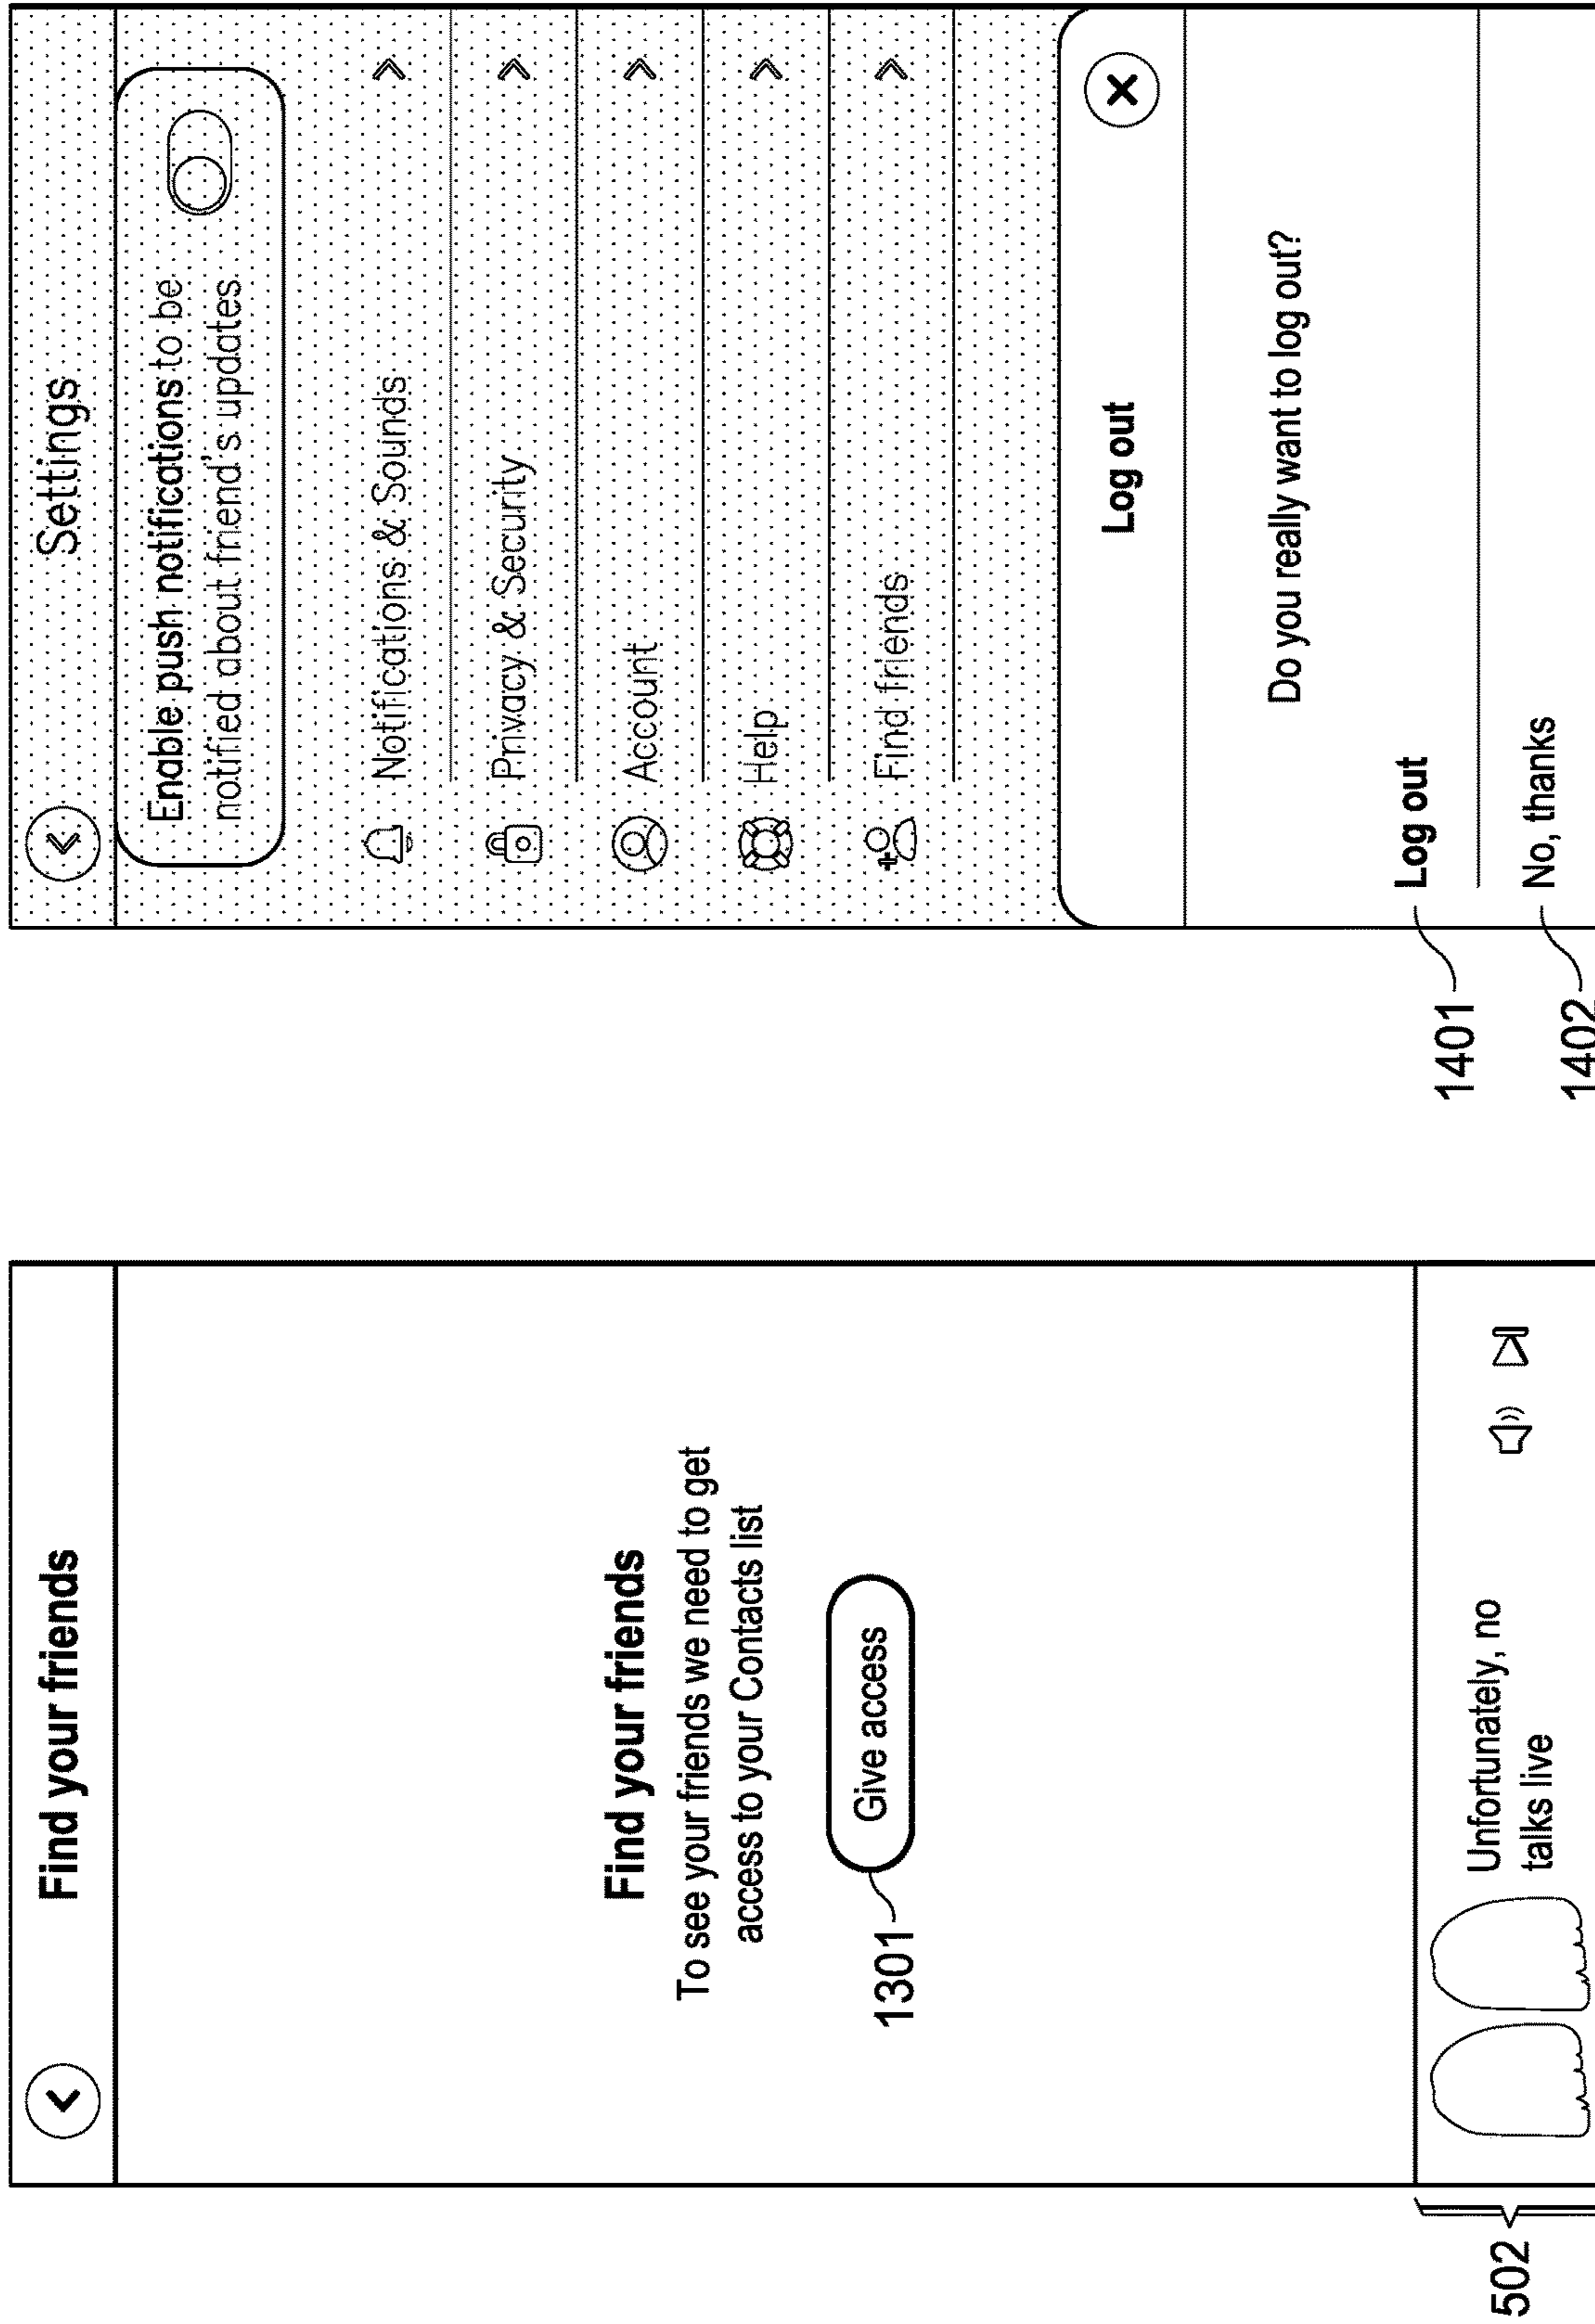 Find your friends
Find your friends
To see your friends we need to get
access to your Contacts list
Give access
1301
Unfortunately, no
talks live
502
Settings
Enable push notifications to be
notified about friend's updates
Notifications & Sounds
Privacy & Security
Account
Help
Find friends
Log out
Do you really want to log out?
Log out
1401
No, thanks
1402